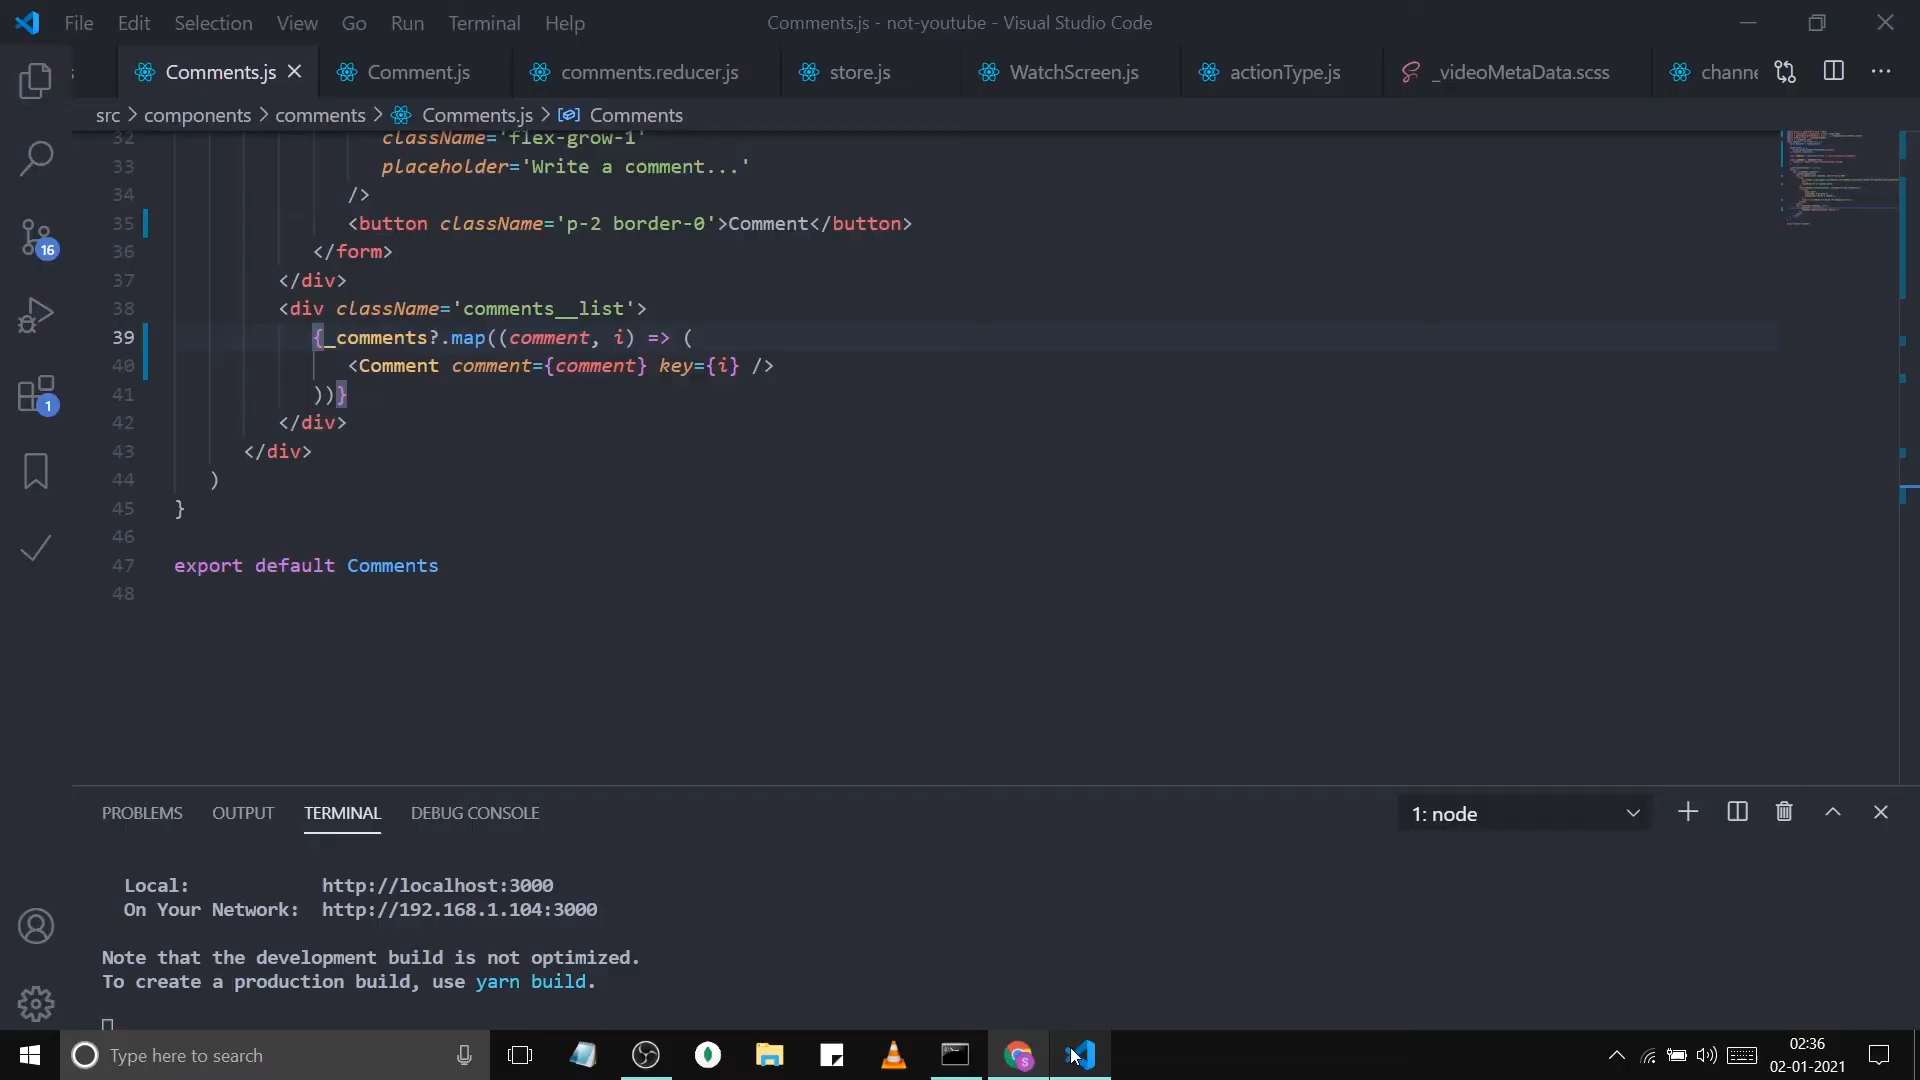 File Edit Selection View Go Run Terminal Help Comments.js - not-youtube - Visual Studio Code
s Comments.js Comment.js comments.reducer.js store.js WatchScreen.js actionType.js _videoMetaData.scss channe
src > components > comments > Comments.js > Comments
32 className='flex-grow-1'
33 placeholder='Write a comment...'
34 />
35 <button className='p-2 border-0'>Comment</button>
36 </form>
37 </div>
38 <div className='comments__list'>
39 {_comments?.map((comment, i) => (
40 <Comment comment={comment} key={i} />
41 ))}
42 </div>
43 </div>
44 )
45 }
46
47 export default Comments
48
16
1
PROBLEMS OUTPUT TERMINAL DEBUG CONSOLE 1: node
Local: http://localhost:3000
On Your Network: http://192.168.1.104:3000
Note that the development build is not optimized.
To create a production build, use yarn build.
Type here to search
S
02:36
02-01-2021